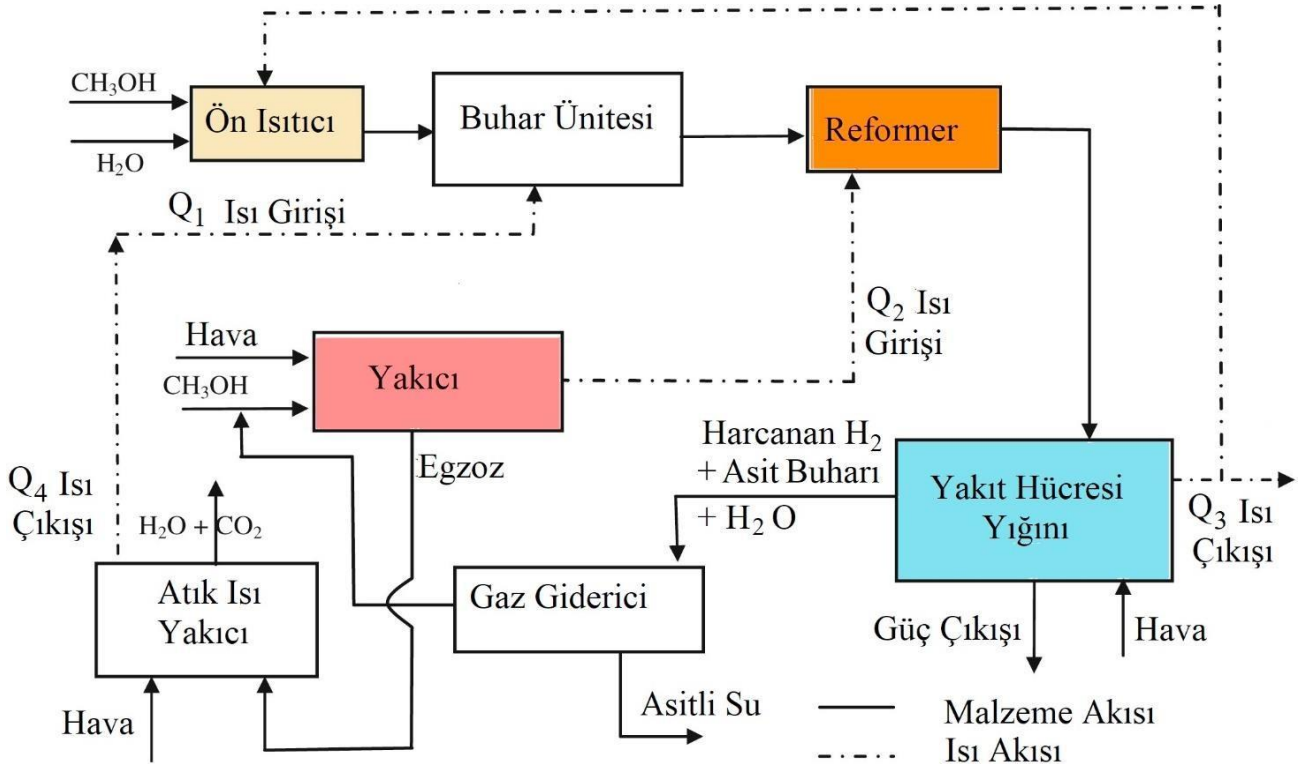 CH₃OH
Ön Isıtıcı
H₂O
Buhar Ünitesi
Reformer
Q₁ Isı Girişi
Q₂ Isı
Girişi
Hava
CH₃OH
Yakıcı
Egzoz
Q₄ Isı
Çıkışı
H₂O + CO₂
Atık Isı
Yakıcı
Hava
Gaz Giderici
Asitli Su
Harcanan H₂
+ Asit Buharı
+ H₂ O
Yakıt Hücresi
Yığını
Q₃ Isı
Çıkışı
Güç Çıkışı
Hava
Malzeme Akısı
Isı Akısı